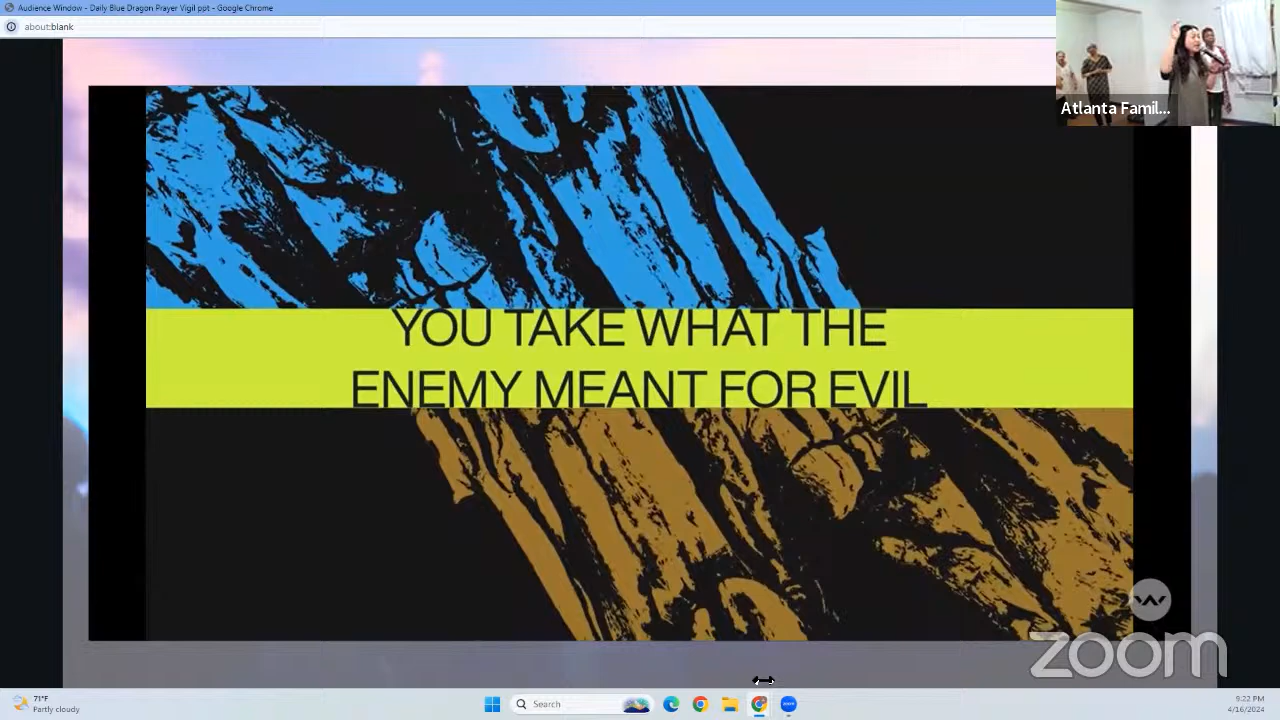 Audience Window - Daily Blue Dragon Prayer Vigil ppt - Google Chrome
about:blank
Atlanta Famil...
YOU TAKE WHAT THE
ENEMY MEANT FOR EVIL
zoom
71°F
Partly cloudy
Search
zoom
9:22 PM
4/16/2024